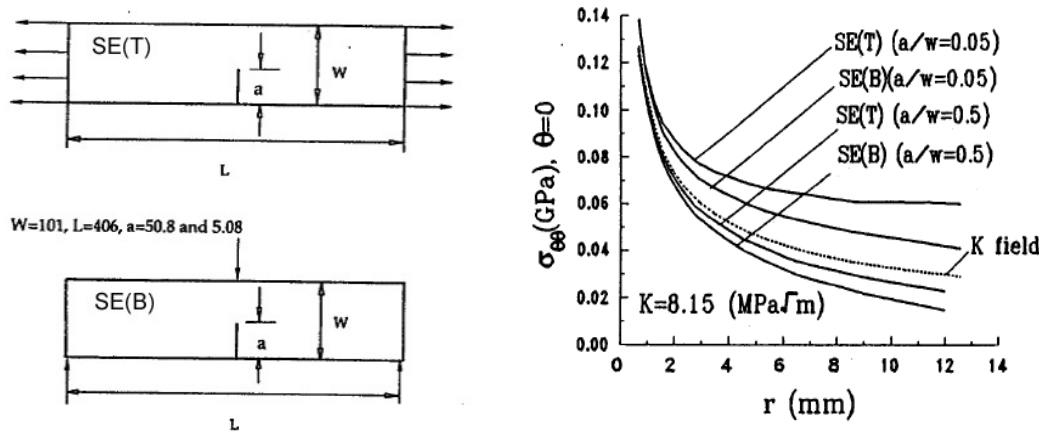 SE(T)
W
a
L
W=101, L=406, a=50.8 and 5.08
SE(B)
W
a
L
0.14
0.12
0.10
0.08
0.06
0.04
0.02
0.00
σθθ(GPa), θ=0
SE(T) (a/w=0.05)
SE(B)(a/w=0.05)
SE(T) (a/w=0.5)
SE(B) (a/w=0.5)
K field
K=8.15 (MPa√m)
0 2 4 6 8 10 12 14
r (mm)